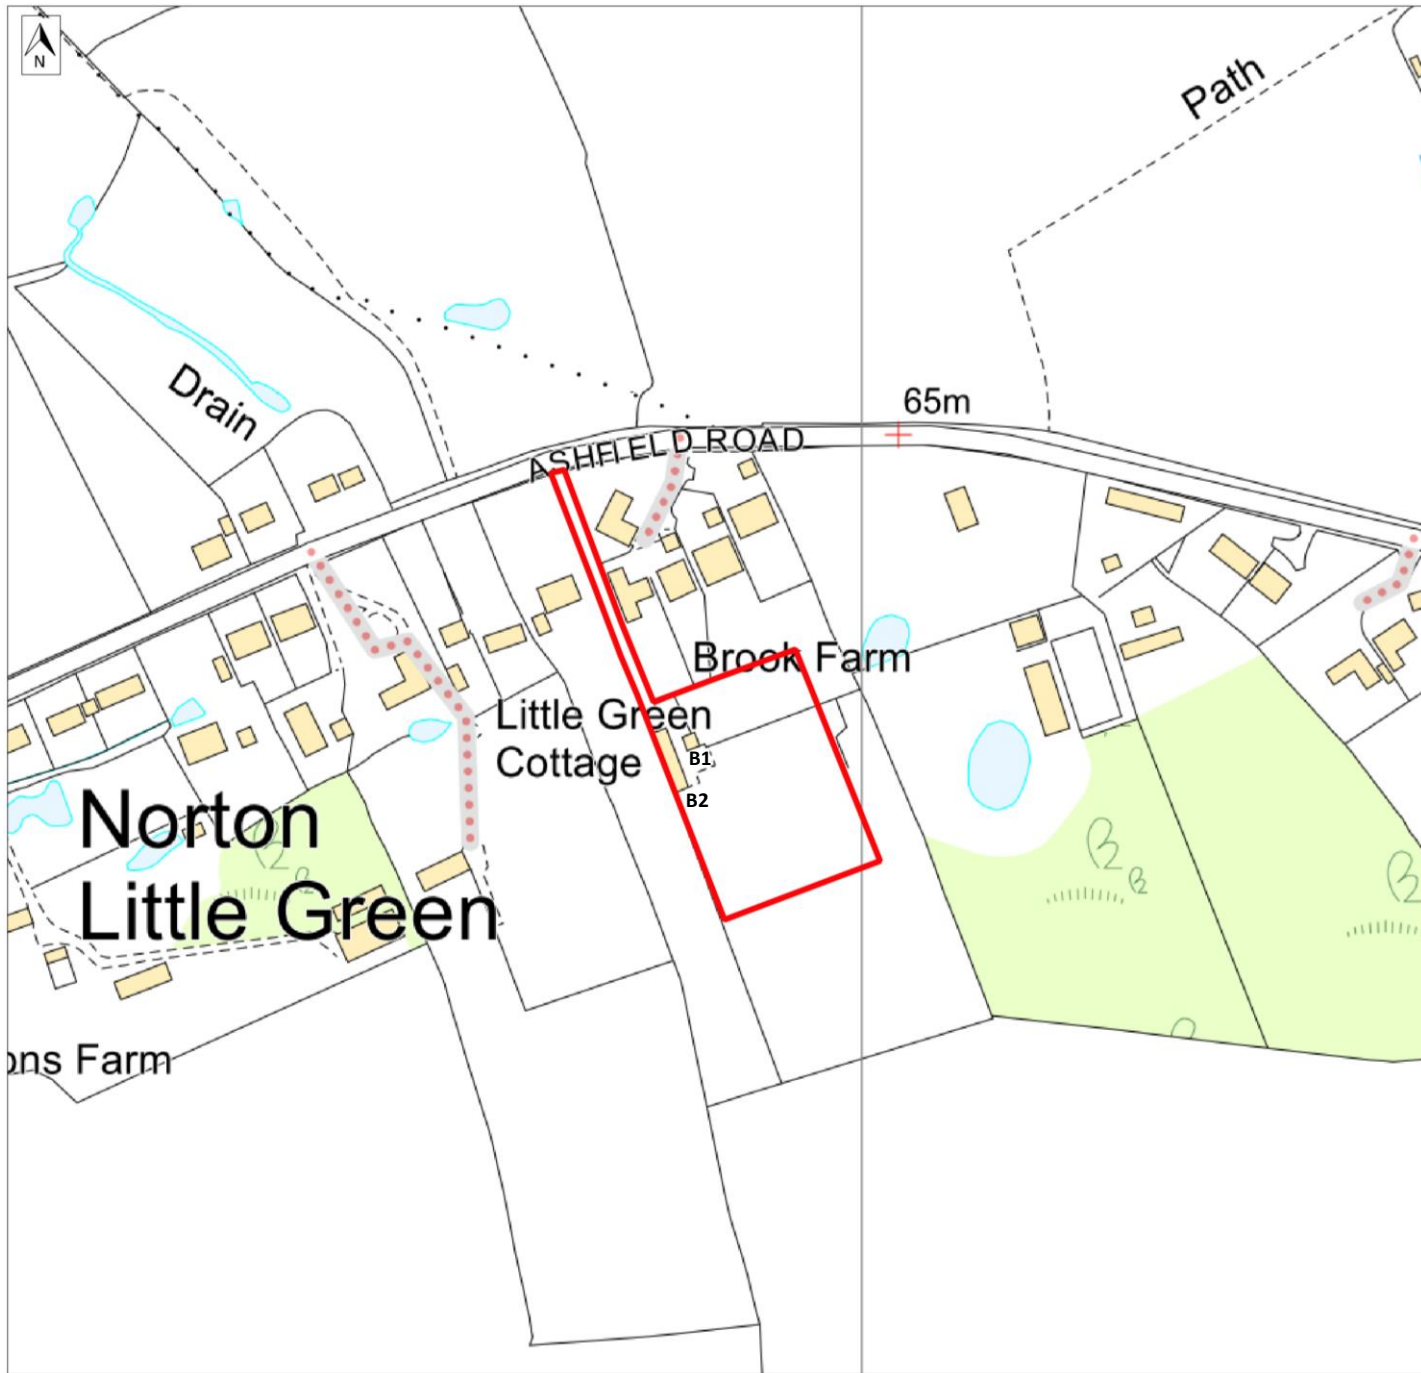 N
Path
Drain
65m
ASHFIELD ROAD
Brook Farm
Little Green
Cottage
B1
B2
Norton
Little Green
ons Farm